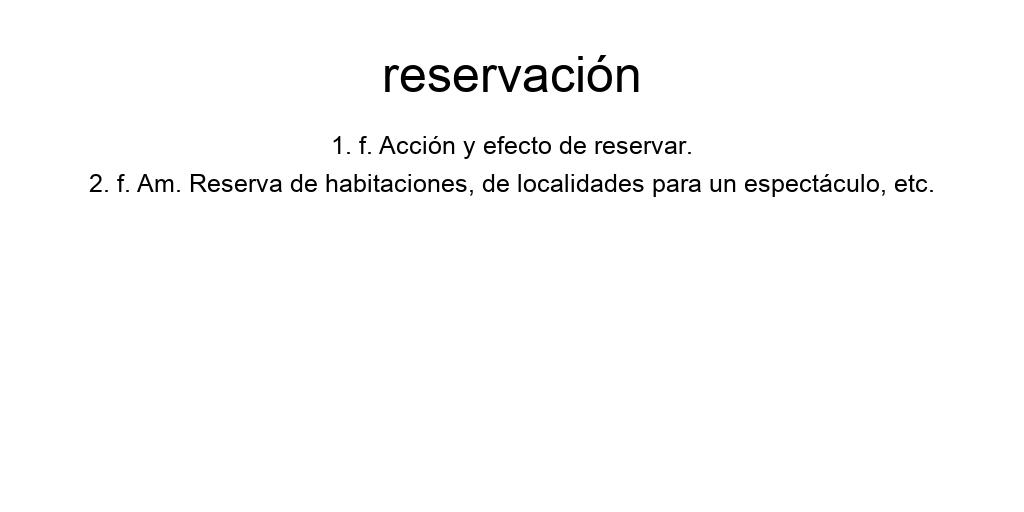 reservación
1. f. Acción y efecto de reservar.
2. f. Am. Reserva de habitaciones, de localidades para un espectáculo, etc.